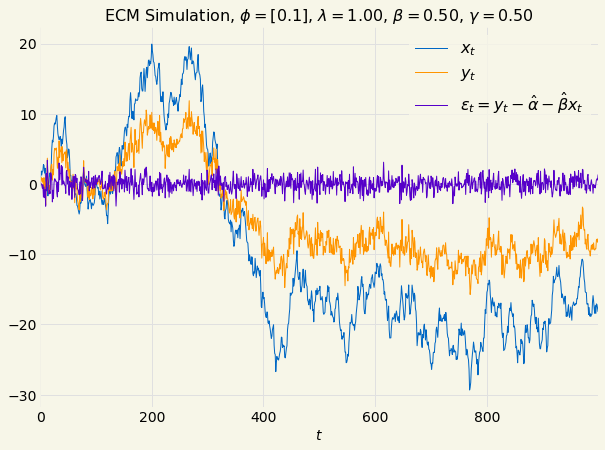 ECM Simulation, ϕ = [0.1], λ = 1.00, β = 0.50, γ = 0.50
20
10
0
−10
−20
−30
x_t
y_t
ε_t = y_t − α̂ − β̂x_t
0 200 400 600 800
t